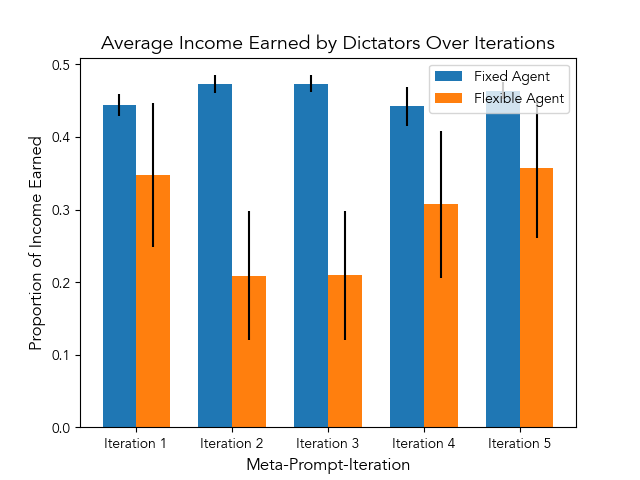 Average Income Earned by Dictators Over Iterations
Fixed Agent
Flexible Agent
Proportion of Income Earned
0.5
0.4
0.3
0.2
0.1
0.0
Iteration 1 Iteration 2 Iteration 3 Iteration 4 Iteration 5
Meta-Prompt-Iteration